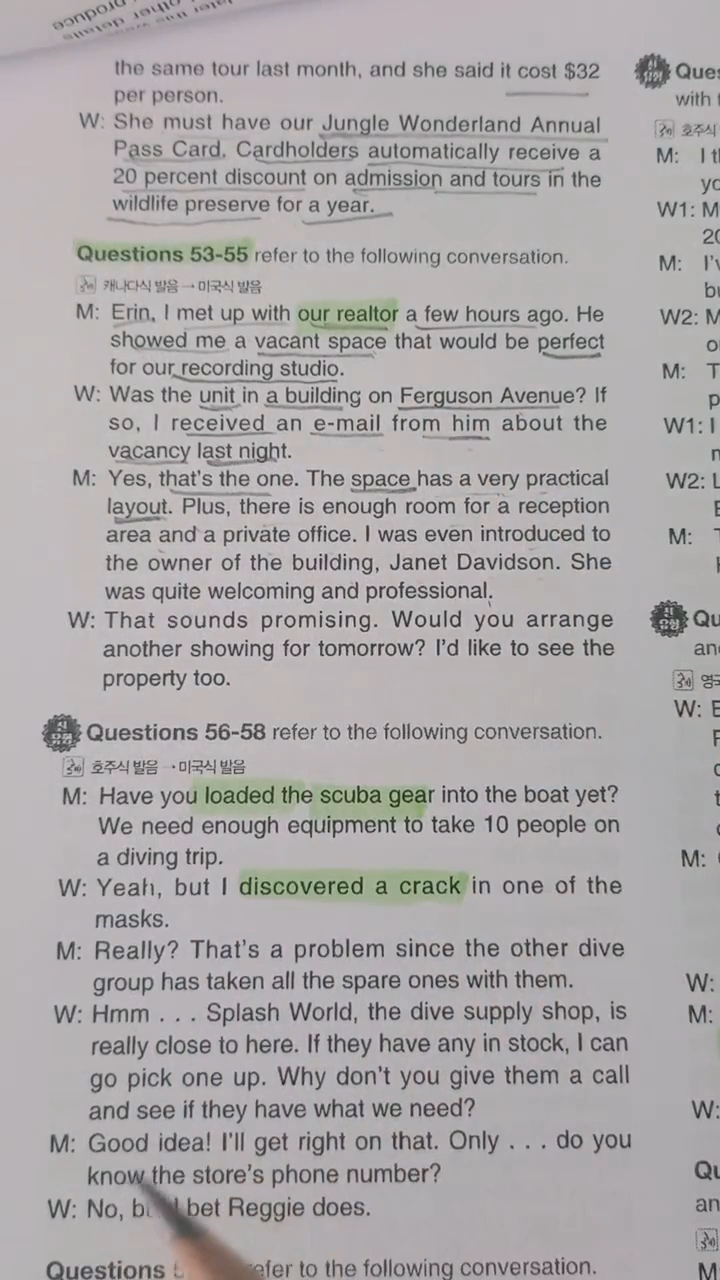 the same tour last month, and she said it cost $32
per person.
W: She must have our Jungle Wonderland Annual
Pass Card. Cardholders automatically receive a
20 percent discount on admission and tours in the
wildlife preserve for a year.
Questions 53-55 refer to the following conversation.
캐나다식 발음 → 미국식 발음
M: Erin, I met up with our realtor a few hours ago. He
showed me a vacant space that would be perfect
for our recording studio.
W: Was the unit in a building on Ferguson Avenue? If
so, I received an e-mail from him about the
vacancy last night.
M: Yes, that's the one. The space has a very practical
layout. Plus, there is enough room for a reception
area and a private office. I was even introduced to
the owner of the building, Janet Davidson. She
was quite welcoming and professional.
W: That sounds promising. Would you arrange
another showing for tomorrow? I'd like to see the
property too.
Questions 56-58 refer to the following conversation.
호주식 발음 → 미국식 발음
M: Have you loaded the scuba gear into the boat yet?
We need enough equipment to take 10 people on
a diving trip.
W: Yeah, but I discovered a crack in one of the
masks.
M: Really? That's a problem since the other dive
group has taken all the spare ones with them.
W: Hmm . . . Splash World, the dive supply shop, is
really close to here. If they have any in stock, I can
go pick one up. Why don't you give them a call
and see if they have what we need?
M: Good idea! I'll get right on that. Only . . . do you
know the store's phone number?
W: No, bet Reggie does.
Questions to the following conversation.
with
호주식
M: I
W1: M
M: I'v
W2: M
M: T
W1: I
W2: L
M:
W:
M:
W:
M:
W:
M